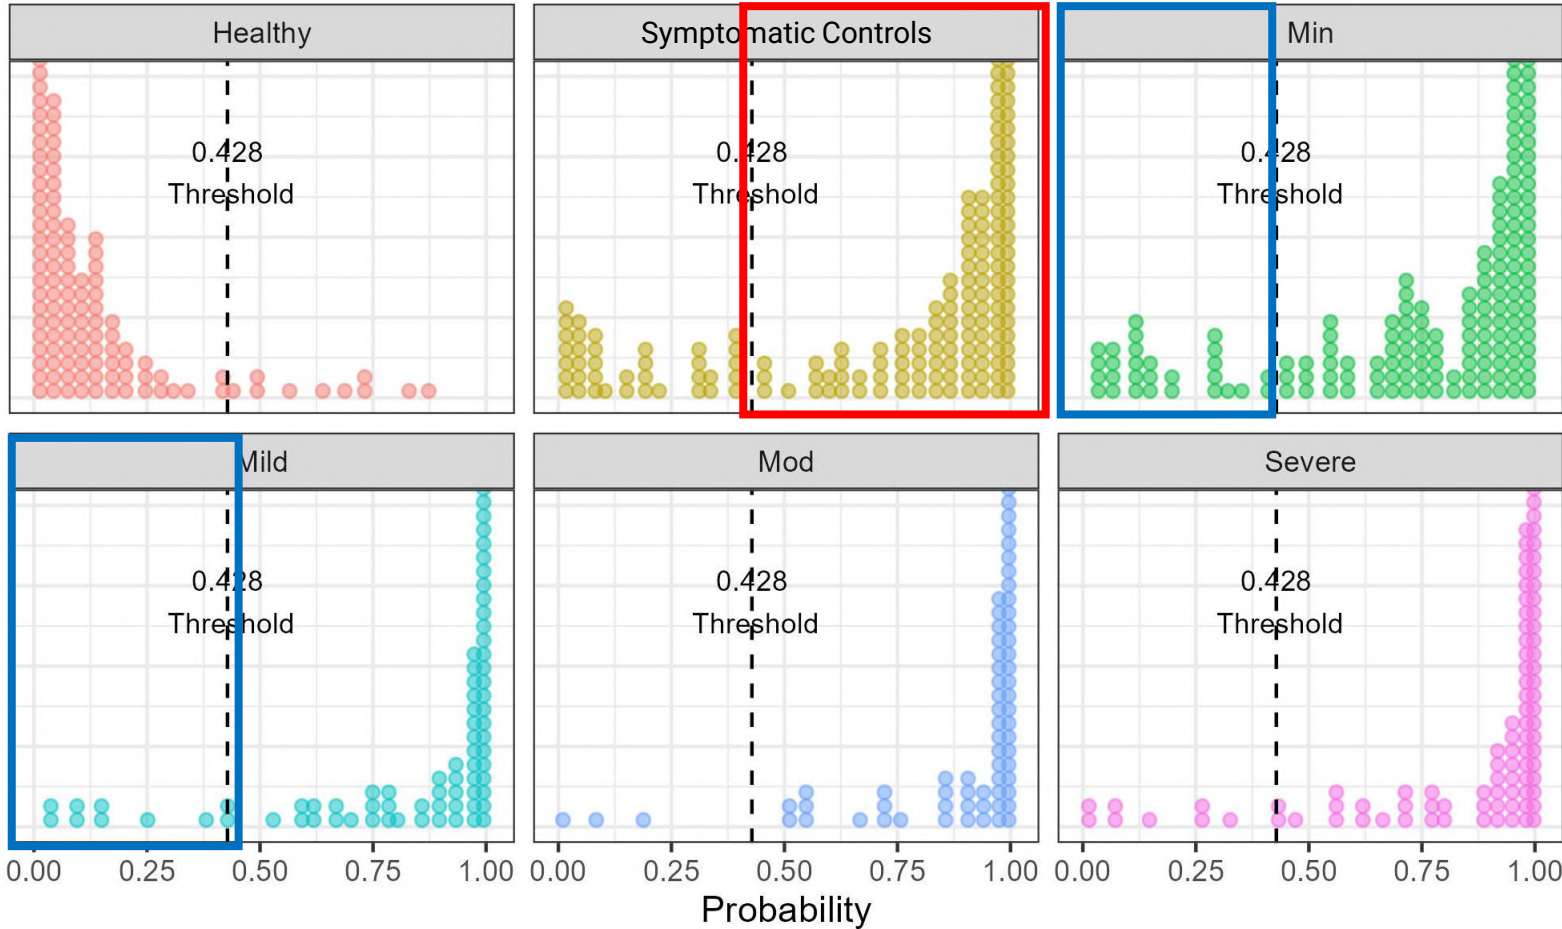 Healthy
Symptomatic Controls
Min
0.428
Threshold
0.428
Threshold
0.428
Threshold
Mild
Mod
Severe
0.428
Threshold
0.428
Threshold
0.428
Threshold
0.00 0.25 0.50 0.75 1.00
0.00 0.25 0.50 0.75 1.00
0.00 0.25 0.50 0.75 1.00
Probability